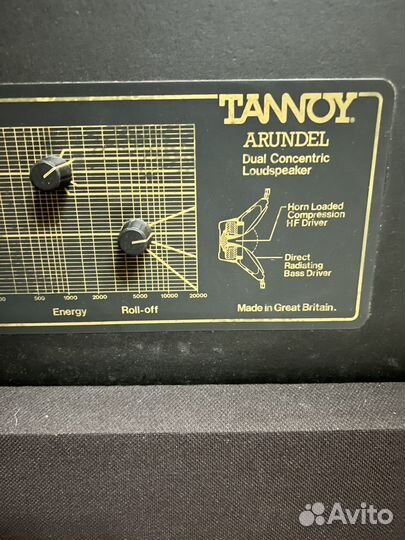 TANNOY®
ARUNDEL
Dual Concentric
Loudspeaker
Horn Loaded
Compression
HF Driver
Direct
Radiating
Bass Driver
500 1000 2000 5000 10000 20000
Energy Roll-off
Made in Great Britain.
Avito